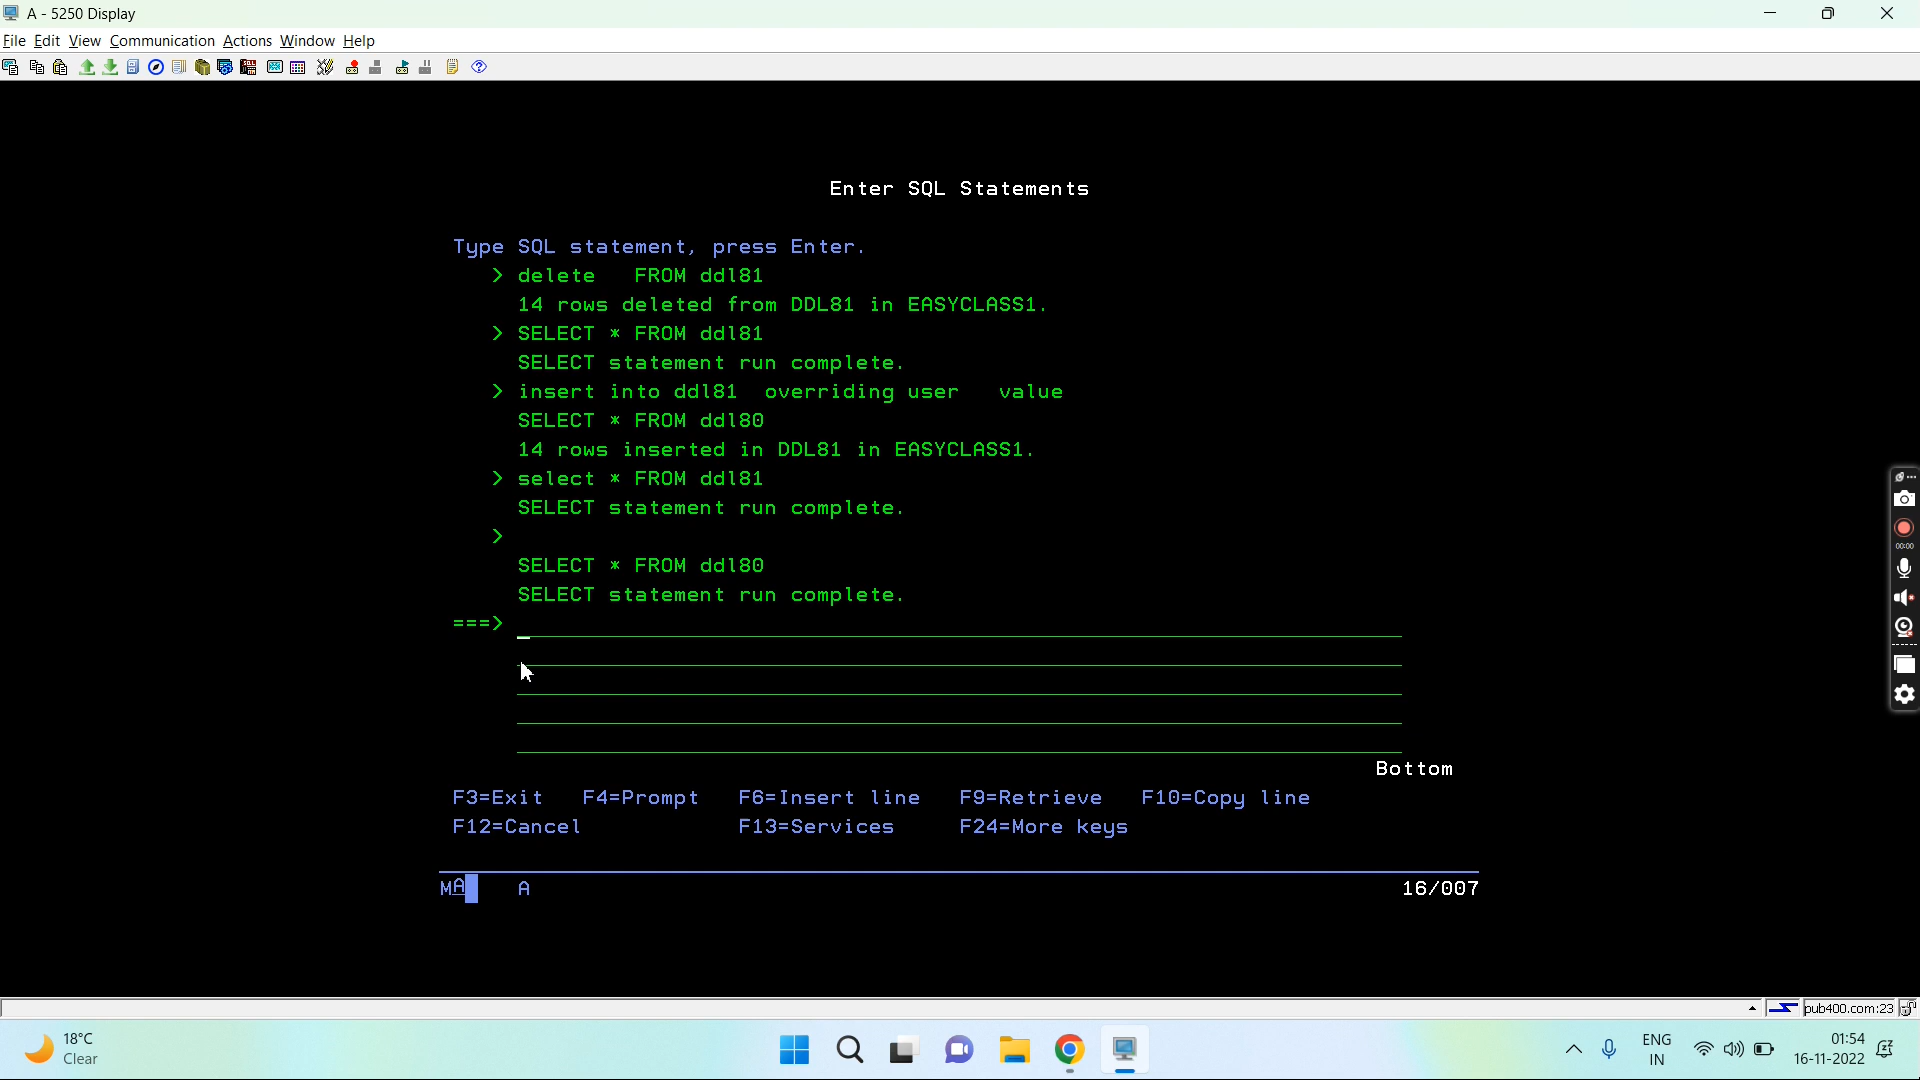 A - 5250 Display
File Edit View Communication Actions Window Help
Enter SQL Statements
Type SQL statement, press Enter.
> delete   FROM ddl81
14 rows deleted from DDL81 in EASYCLASS1.
> SELECT * FROM ddl81
SELECT statement run complete.
> insert into ddl81  overriding user   value
SELECT * FROM ddl80
14 rows inserted in DDL81 in EASYCLASS1.
> select * FROM ddl81
SELECT statement run complete.
>
SELECT * FROM ddl80
SELECT statement run complete.
===>
Bottom
F3=Exit   F4=Prompt   F6=Insert line   F9=Retrieve   F10=Copy line
F12=Cancel            F13=Services     F24=More keys
MA   A   16/007
00:00
pub400.com:23
18°C
Clear
ENG
IN
01:54
16-11-2022